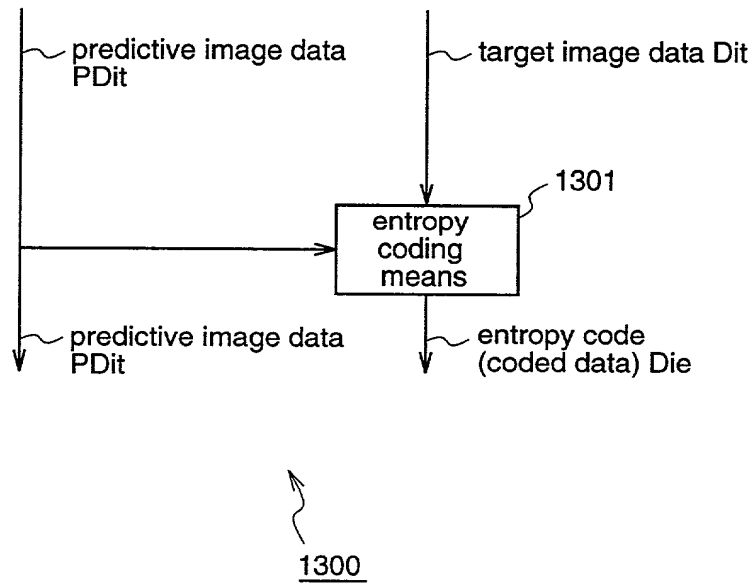 predictive image data
PDit
target image data Dit
1301
entropy
coding
means
predictive image data
PDit
entropy code
(coded data) Die
1300